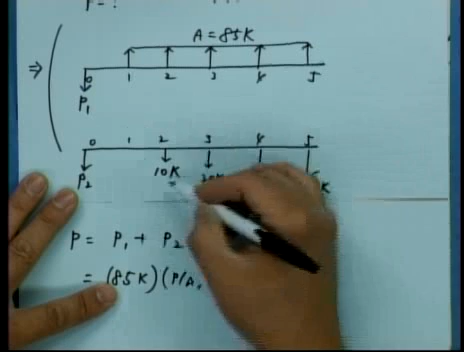 P = ?
A = 85K
⇒
0 1 2 3 4 5
P₁
0 1 2 3 4 5
P₂ 10K K
P = P₁ + P₂
= (85K)(P/A,